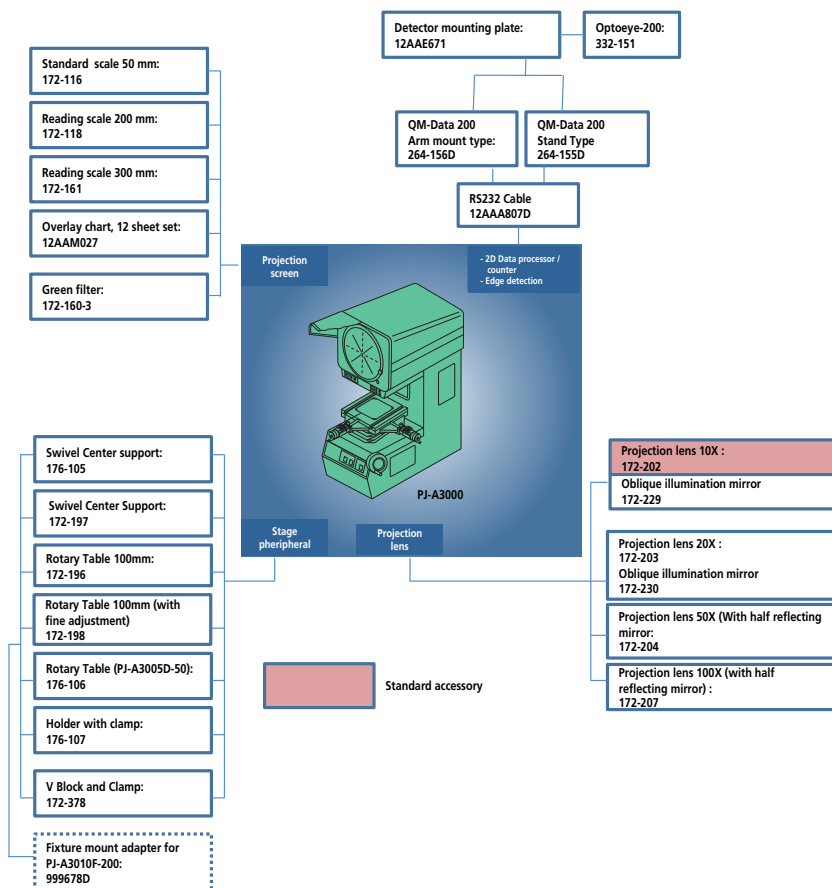 Detector mounting plate:
12AAE671
Optoeye-200:
332-151
Standard scale 50 mm:
172-116
Reading scale 200 mm:
172-118
Reading scale 300 mm:
172-161
Overlay chart, 12 sheet set:
12AAM027
Green filter:
172-160-3
QM-Data 200
Arm mount type:
264-156D
QM-Data 200
Stand Type
264-155D
RS232 Cable
12AAA807D
Projection
screen
- 2D Data processor /
counter
- Edge detection
PJ-A3000
Stage
pheripheral
Projection
lens
Swivel Center support:
176-105
Swivel Center Support:
172-197
Rotary Table 100mm:
172-196
Rotary Table 100mm (with
fine adjustment)
172-198
Rotary Table (PJ-A3005D-50):
176-106
Holder with clamp:
176-107
V Block and Clamp:
172-378
Fixture mount adapter for
PJ-A3010F-200:
999678D
Standard accessory
Projection lens 10X :
172-202
Oblique illumination mirror
172-229
Projection lens 20X :
172-203
Oblique illumination mirror
172-230
Projection lens 50X (With half reflecting
mirror:
172-204
Projection lens 100X (with half
reflecting mirror) :
172-207